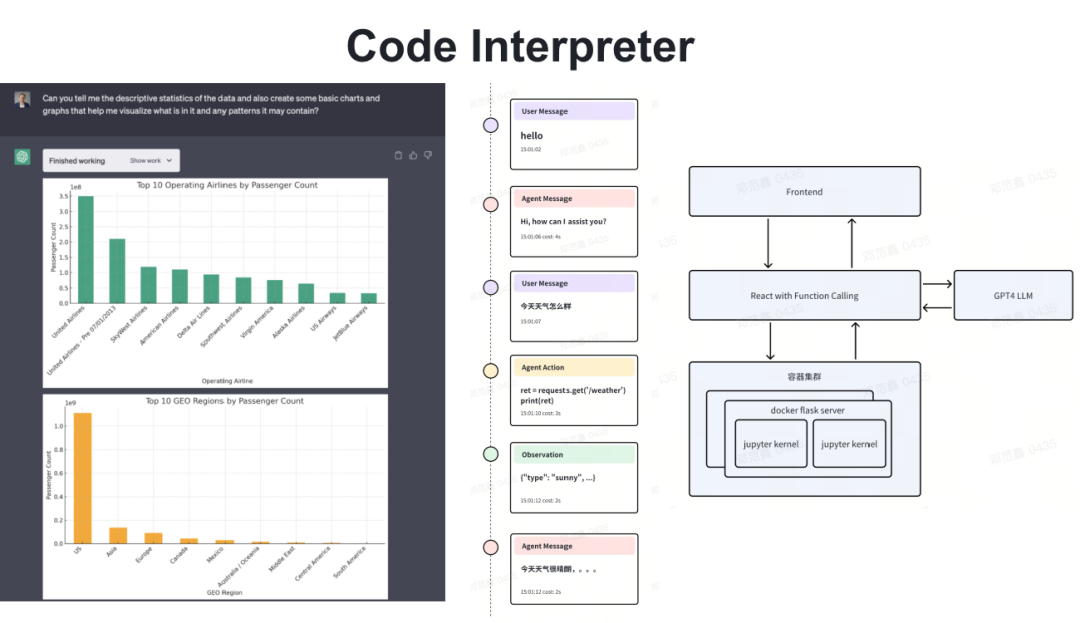 Code Interpreter
Can you tell me the descriptive statistics of the data and also create some basic charts and
graphs that help me visualize what is in it and any patterns it may contain?
Finished working
Show work
Top 10 Operating Airlines by Passenger Count
1e8
3.5
3.0
2.5
2.0
1.5
1.0
0.5
0.0
Passenger Count
United Airlines
United Airlines - Pre 07/01/2013
SkyWest Airlines
American Airlines
Delta Air Lines
Southwest Airlines
Virgin America
Alaska Airlines
US Airways
JetBlue Airways
Operating Airline
Top 10 GEO Regions by Passenger Count
1e9
1.0
0.8
0.6
0.4
0.2
0.0
Passenger Count
US
Asia
Europe
Canada
Mexico
Australia / Oceania
Middle East
Central America
South America
GEO Region
User Message
hello
15:01:02
Agent Message
Hi, how can I assist you?
15:01:06 cost: 4s
User Message
今天天气怎么样
15:01:07
Agent Action
ret = requests.get('/weather')
print(ret)
15:01:10 cost: 3s
Observation
{"type": "sunny", ...}
15:01:12 cost: 2s
Agent Message
今天天气很晴朗，。。。
15:01:12 cost: 2s
Frontend
React with Function Calling
GPT4 LLM
容器集群
docker flask server
jupyter kernel
jupyter kernel
邓范鑫 0435